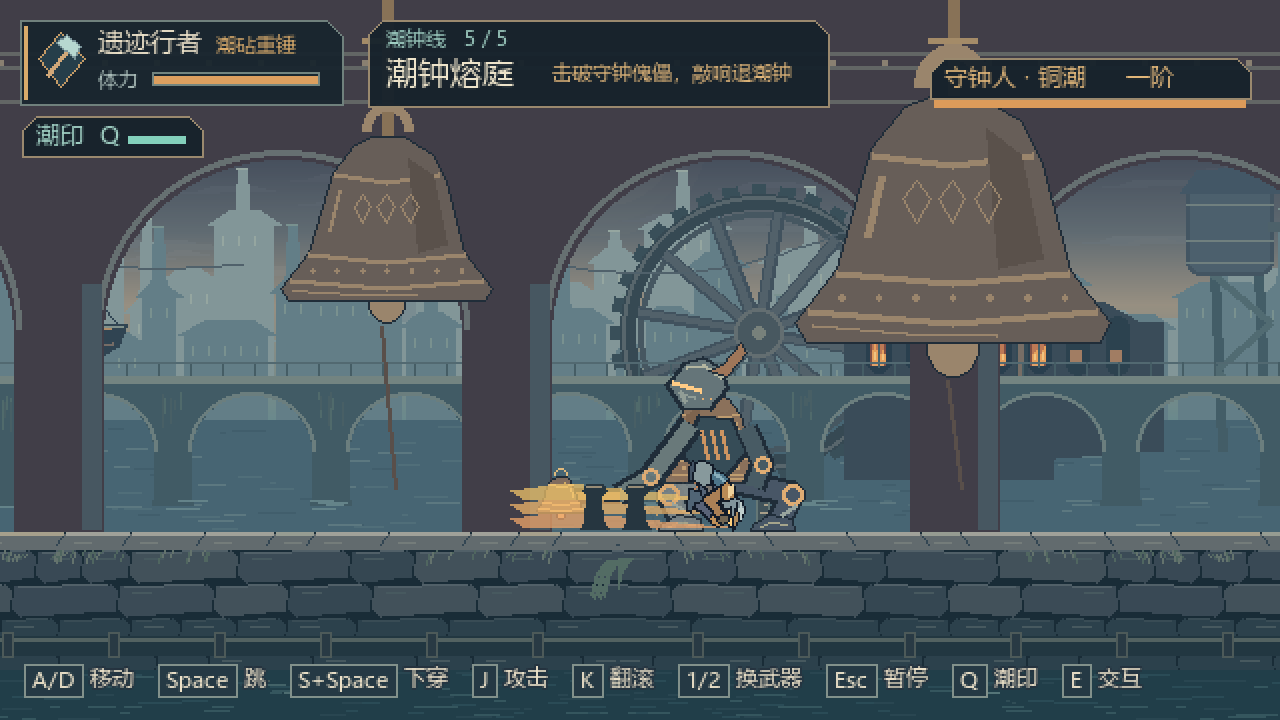 遗迹行者 潮砧重锤
体力
潮印 Q
潮钟线 5 / 5
潮钟熔庭 击破守钟傀儡，敲响退潮钟
守钟人 · 铜潮 一阶
A/D 移动 Space 跳 S+Space 下穿 J 攻击 K 翻滚 1/2 换武器 Esc 暂停 Q 潮印 E 交互